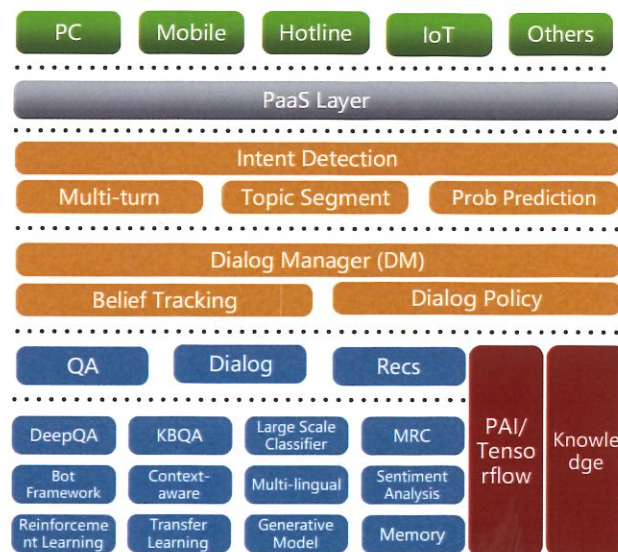 PC Mobile Hotline IoT Others
PaaS Layer
Intent Detection
Multi-turn Topic Segment Prob Prediction
Dialog Manager (DM)
Belief Tracking Dialog Policy
QA Dialog Recs
DeepQA KBQA Large Scale
Classifier MRC
Bot
Framework Context-
aware Multi-lingual Sentiment
Analysis
Reinforceme
nt Learning Transfer
Learning Generative
Model Memory
PAI/
Tenso
rflow
Knowle
dge